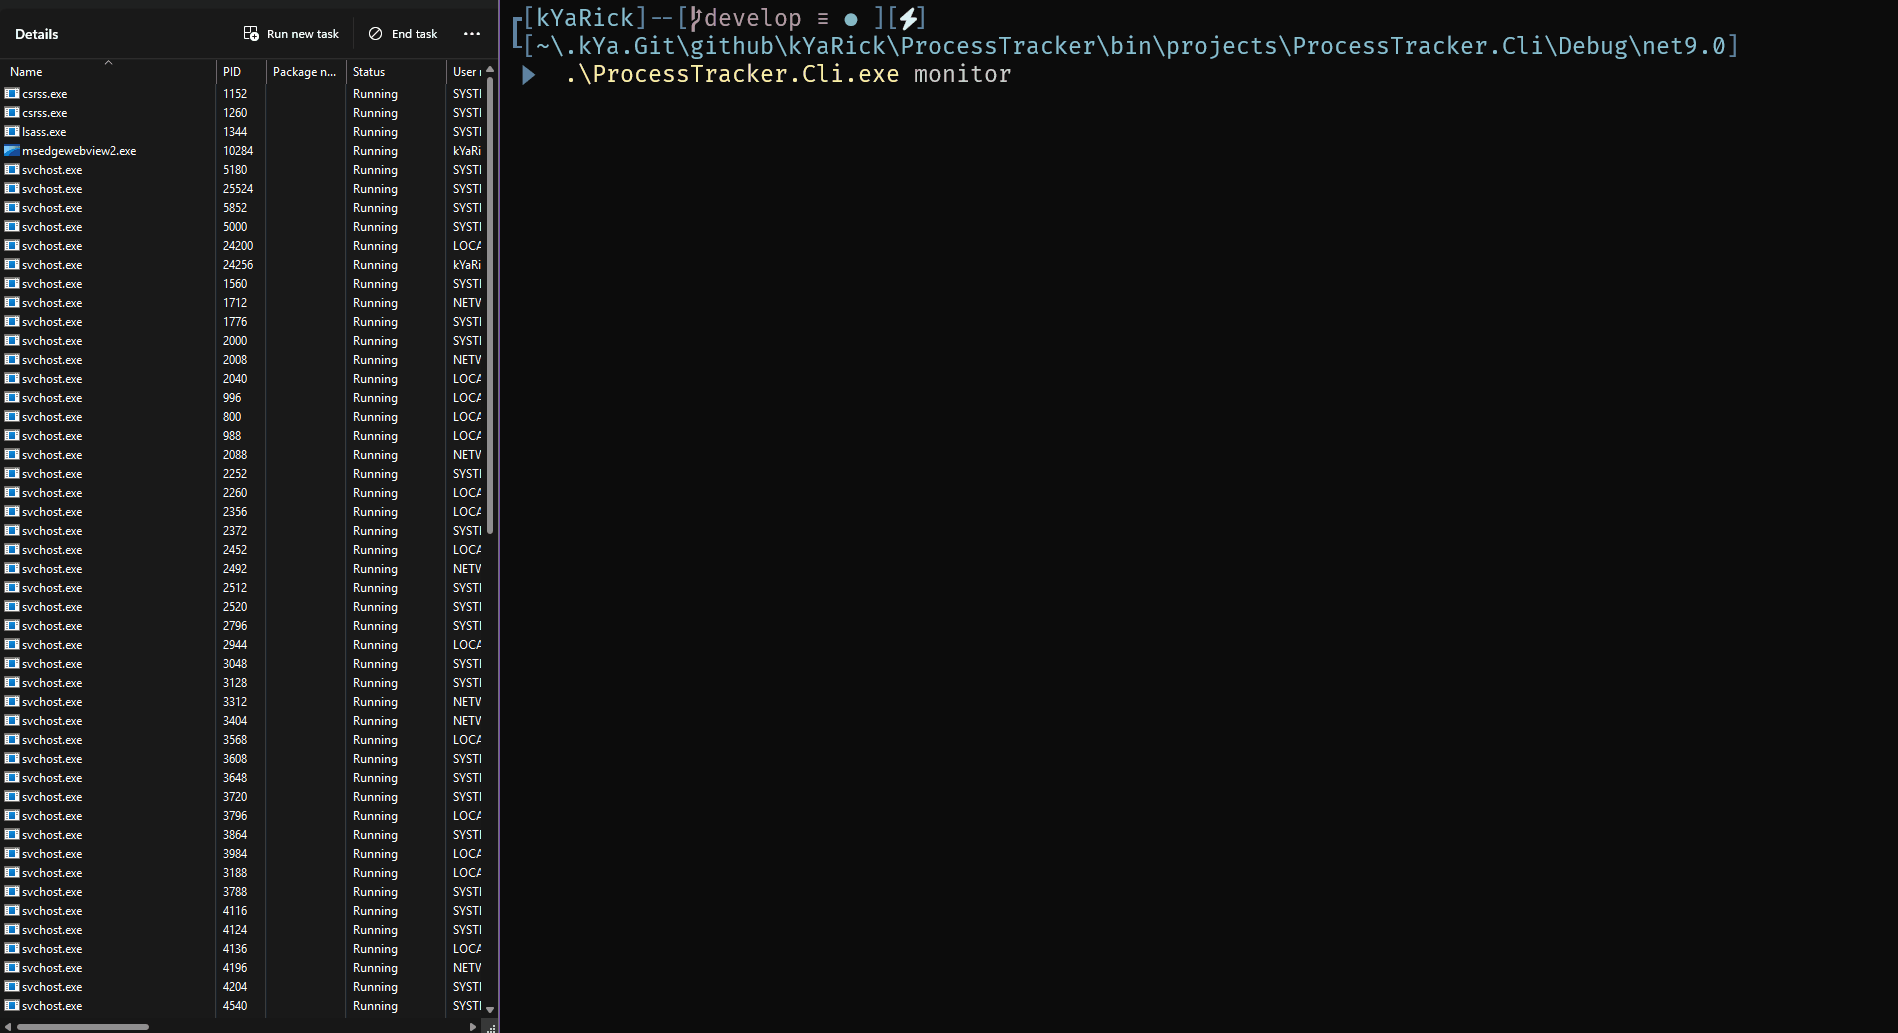 Details Run new task End task ...
Name PID Package n... Status User
csrss.exe 1152 Running SYSTI
csrss.exe 1260 Running SYSTI
lsass.exe 1344 Running SYSTI
msedgewebview2.exe 10284 Running kYaRi
svchost.exe 5180 Running SYSTI
svchost.exe 25524 Running SYSTI
svchost.exe 5852 Running SYSTI
svchost.exe 5000 Running SYSTI
svchost.exe 24200 Running LOCA
svchost.exe 24256 Running kYaRi
svchost.exe 1560 Running SYSTI
svchost.exe 1712 Running NETV
svchost.exe 1776 Running SYSTI
svchost.exe 2000 Running SYSTI
svchost.exe 2008 Running NETV
svchost.exe 2040 Running LOCA
svchost.exe 996 Running LOCA
svchost.exe 800 Running LOCA
svchost.exe 988 Running LOCA
svchost.exe 2088 Running NETV
svchost.exe 2252 Running SYSTI
svchost.exe 2260 Running LOCA
svchost.exe 2356 Running LOCA
svchost.exe 2372 Running SYSTI
svchost.exe 2452 Running LOCA
svchost.exe 2492 Running NETV
svchost.exe 2512 Running SYSTI
svchost.exe 2520 Running SYSTI
svchost.exe 2796 Running SYSTI
svchost.exe 2944 Running LOCA
svchost.exe 3048 Running SYSTI
svchost.exe 3128 Running SYSTI
svchost.exe 3312 Running NETV
svchost.exe 3404 Running NETV
svchost.exe 3568 Running LOCA
svchost.exe 3608 Running SYSTI
svchost.exe 3648 Running SYSTI
svchost.exe 3720 Running SYSTI
svchost.exe 3796 Running LOCA
svchost.exe 3864 Running SYSTI
svchost.exe 3984 Running LOCA
svchost.exe 3188 Running LOCA
svchost.exe 3788 Running SYSTI
svchost.exe 4116 Running SYSTI
svchost.exe 4124 Running SYSTI
svchost.exe 4136 Running LOCA
svchost.exe 4196 Running NETV
svchost.exe 4204 Running SYSTI
svchost.exe 4540 Running SYSTI
[kYaRick]--[develop ≡ ● ][⚡]
[~\.kYa.Git\github\kYaRick\ProcessTracker\bin\projects\ProcessTracker.Cli\Debug\net9.0]
.\ProcessTracker.Cli.exe monitor